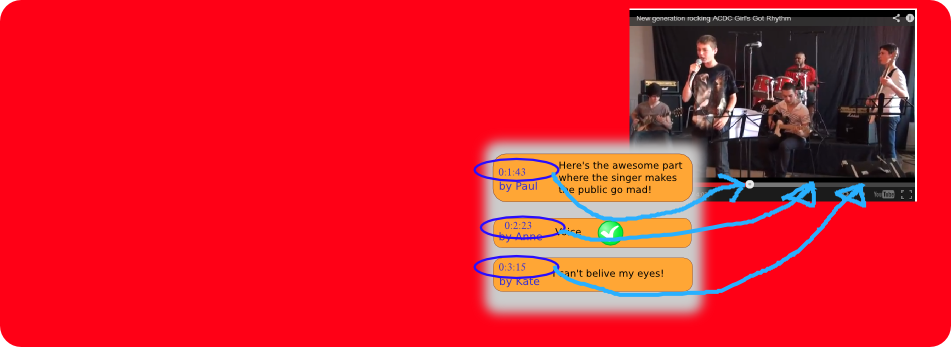 New generation rocking ACDC Girl's Got Rhythm
0:1:43
by Paul
Here's the awesome part
where the singer makes
the public go mad!
0:2:23
by Anne
Voice
0:3:15
by Kate
I can't belive my eyes!
YouTube